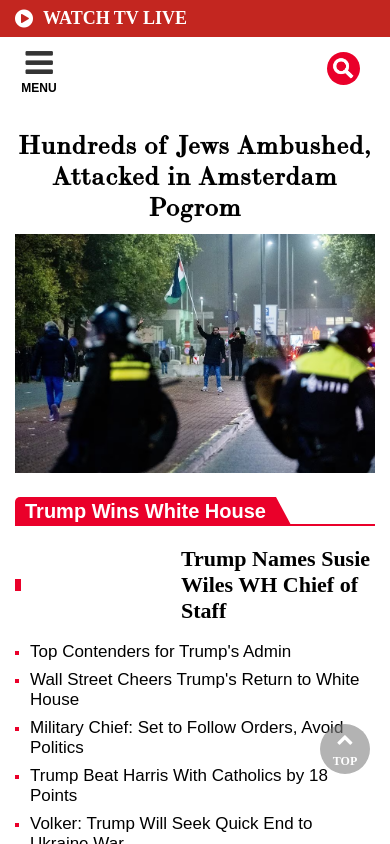 WATCH TV LIVE
MENU
Hundreds of Jews Ambushed,
Attacked in Amsterdam
Pogrom
Trump Wins White House
Trump Names Susie
Wiles WH Chief of
Staff
Top Contenders for Trump's Admin
Wall Street Cheers Trump's Return to White
House
Military Chief: Set to Follow Orders, Avoid
Politics
TOP
Trump Beat Harris With Catholics by 18
Points
Volker: Trump Will Seek Quick End to
Ukraine War